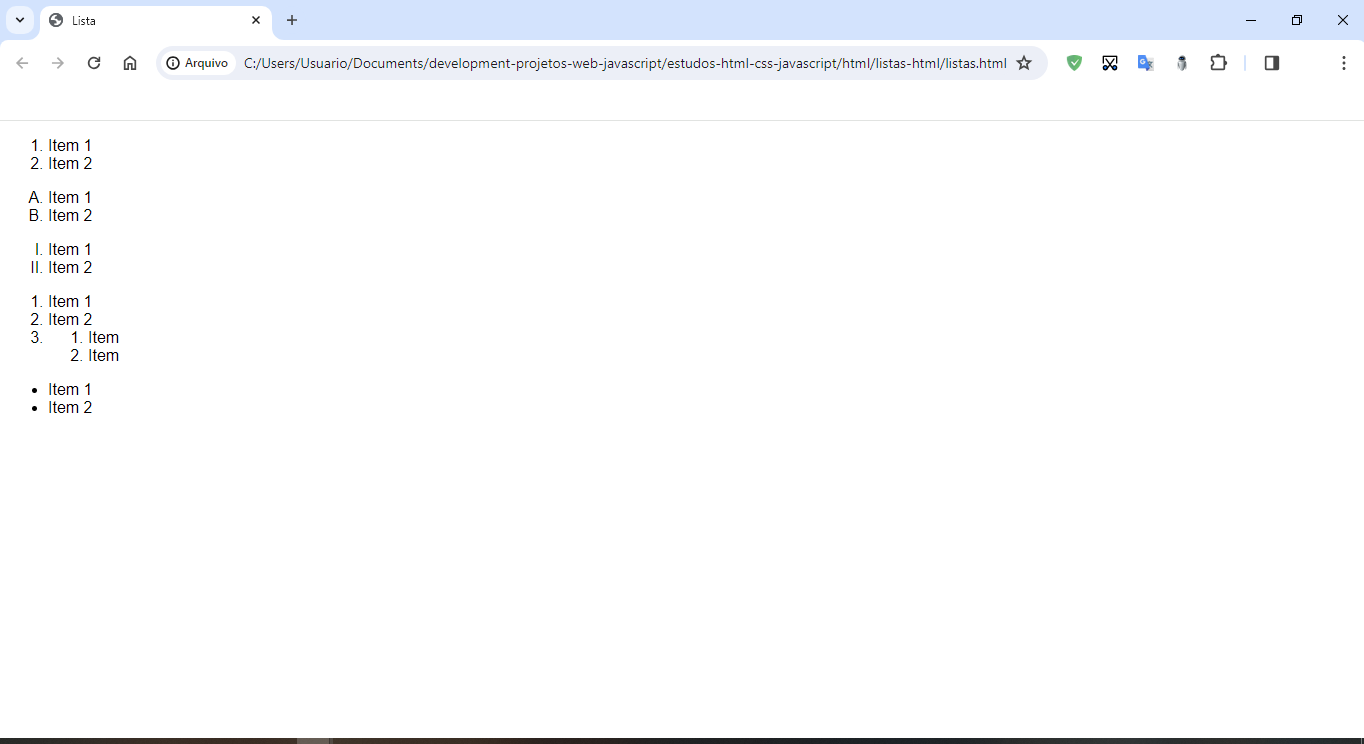 Lista
Arquivo C:/Users/Usuario/Documents/development-projetos-web-javascript/estudos-html-css-javascript/html/listas-html/listas.html
1. Item 1
2. Item 2
A. Item 1
B. Item 2
I. Item 1
II. Item 2
1. Item 1
2. Item 2
3. 1. Item
2. Item
• Item 1
• Item 2